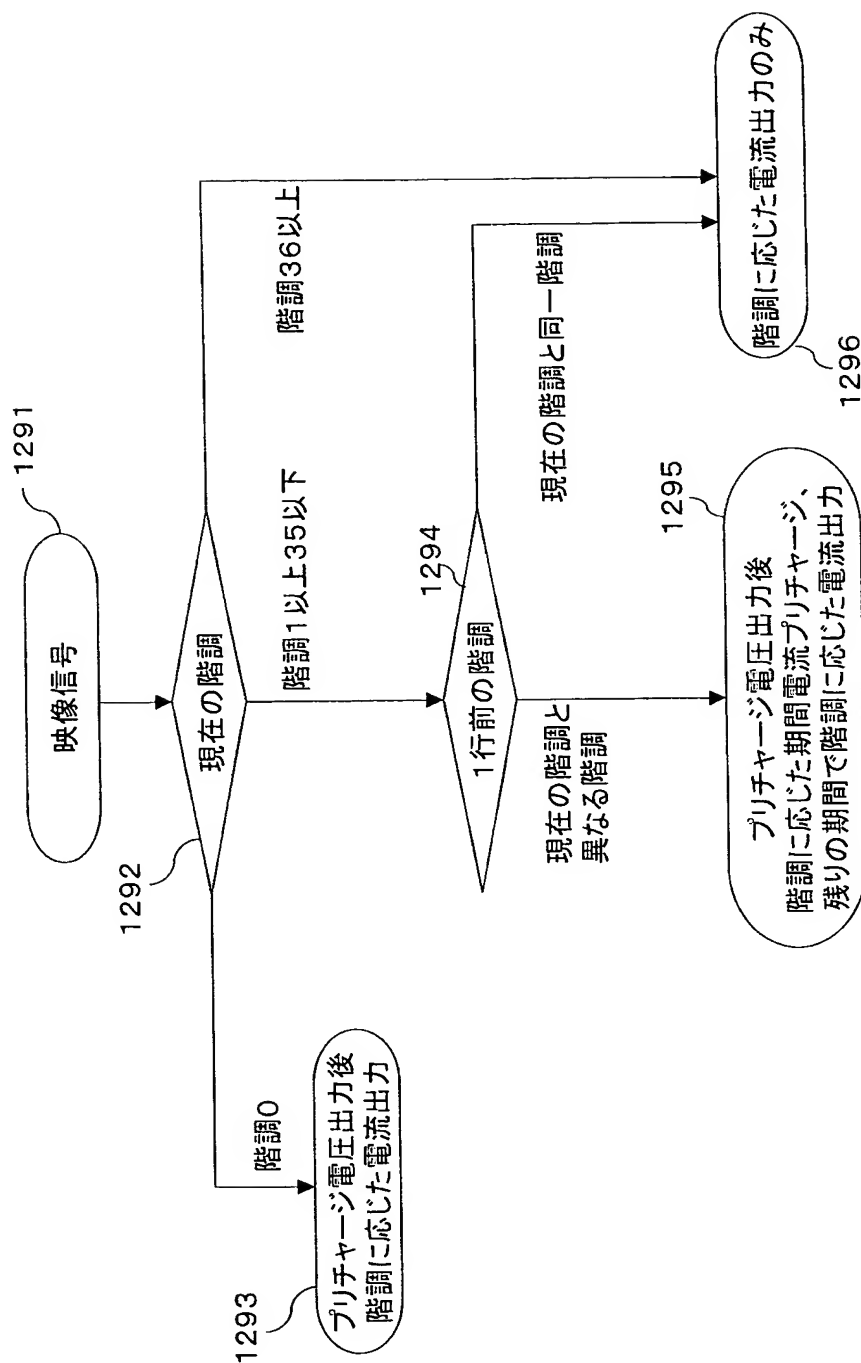 映像信号
1291
現在の階調
1292
階調0
階調1以上35以下
階調36以上
プリチャージ電圧出力後
階調に応じた電流出力
1293
1行前の階調
1294
現在の階調と
異なる階調
現在の階調と同一階調
プリチャージ電圧出力後
階調に応じた期間電流プリチャージ、
残りの期間で階調に応じた電流出力
1295
階調に応じた電流出力のみ
1296